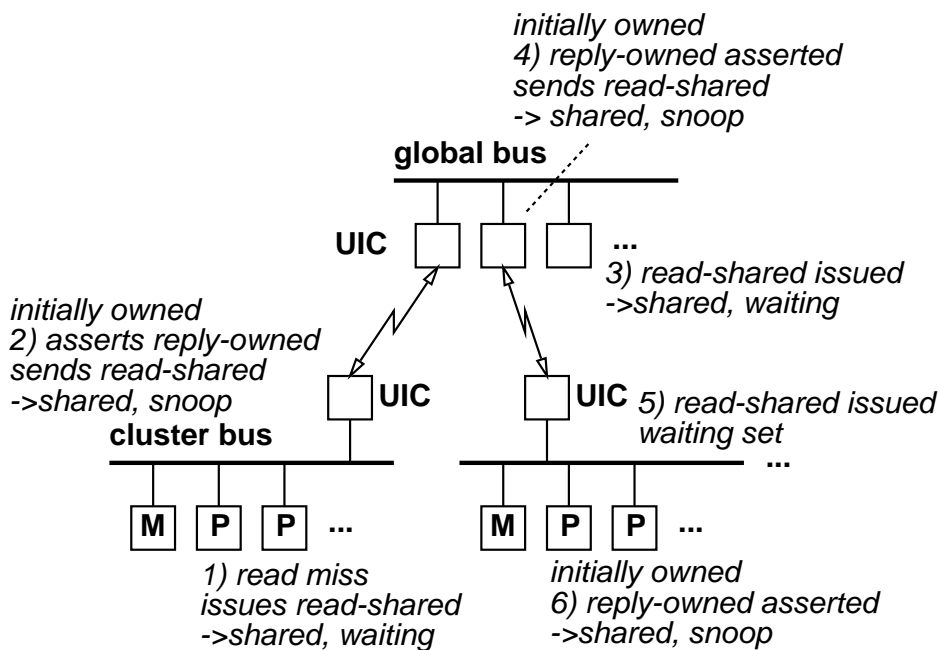 initially owned
4) reply-owned asserted
sends read-shared
-> shared, snoop
global bus
UIC
...
3) read-shared issued
->shared, waiting
initially owned
2) asserts reply-owned
sends read-shared
->shared, snoop
UIC
UIC
5) read-shared issued
waiting set
cluster bus
...
M P P ...
M P P ...
1) read miss
issues read-shared
->shared, waiting
initially owned
6) reply-owned asserted
->shared, snoop